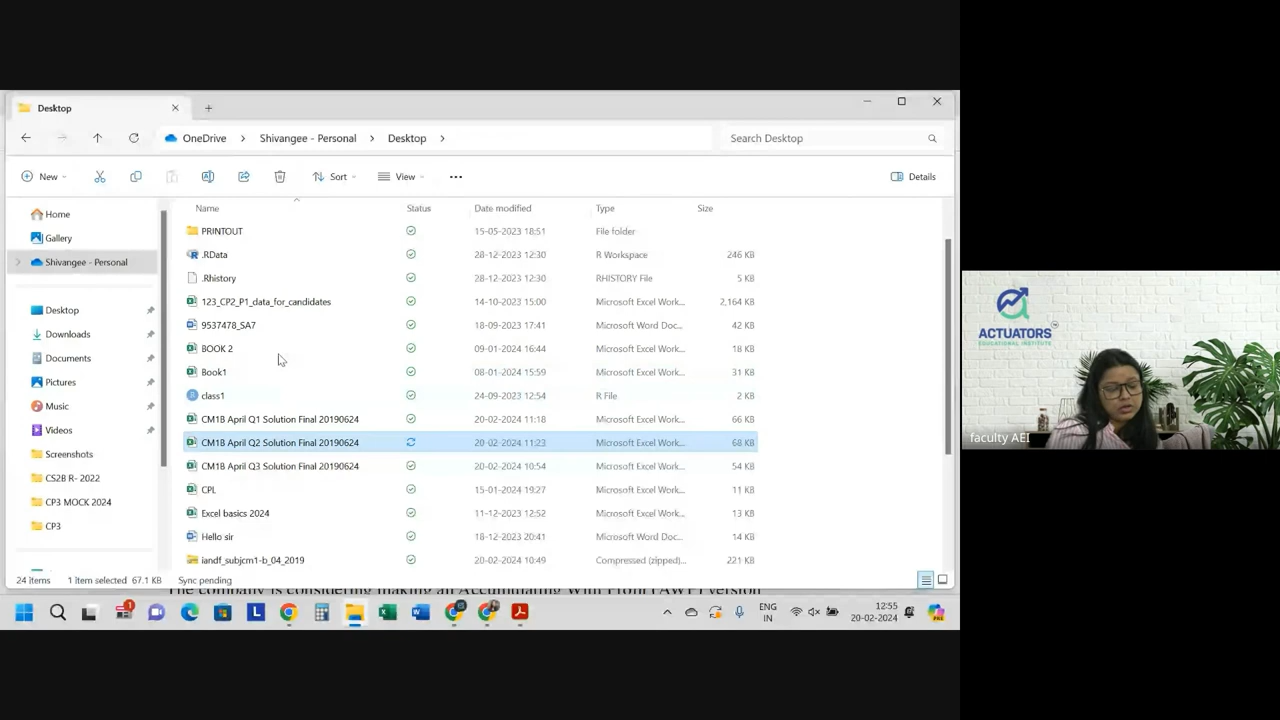 Desktop
OneDrive > Shivangee - Personal > Desktop >
Search Desktop
New
Sort
View
Details
Name Status Date modified Type Size
Home
Gallery
Shivangee - Personal
Desktop
Downloads
Documents
Pictures
Music
Videos
Screenshots
CS2B R- 2022
CP3 MOCK 2024
CP3
PRINTOUT 15-05-2023 18:51 File folder
.RData 28-12-2023 12:30 R Workspace 246 KB
.Rhistory 28-12-2023 12:30 RHISTORY File 5 KB
123_CP2_P1_data_for_candidates 14-10-2023 15:00 Microsoft Excel Work... 2,164 KB
9537478_SA7 18-09-2023 17:41 Microsoft Word Doc... 42 KB
BOOK 2 09-01-2024 16:44 Microsoft Excel Work... 18 KB
Book1 08-01-2024 15:59 Microsoft Excel Work... 31 KB
class1 24-09-2023 12:54 R File 2 KB
CM1B April Q1 Solution Final 20190624 20-02-2024 11:18 Microsoft Excel Work... 66 KB
CM1B April Q2 Solution Final 20190624 20-02-2024 11:23 Microsoft Excel Work... 68 KB
CM1B April Q3 Solution Final 20190624 20-02-2024 10:54 Microsoft Excel Work... 54 KB
CPL 15-01-2024 19:27 Microsoft Excel Work... 11 KB
Excel basics 2024 11-12-2023 12:52 Microsoft Excel Work... 13 KB
Hello sir 18-12-2023 20:41 Microsoft Word Doc... 14 KB
iandf_subjcm1-b_04_2019 20-02-2024 10:49 Compressed (zipped)... 221 KB
24 items 1 item selected 67.1 KB Sync pending
The company is considering making an Accumulating With Profit (AWP) version
ENG
IN
12:55
20-02-2024
ACTUATORS
EDUCATIONAL INSTITUTE
faculty AEI